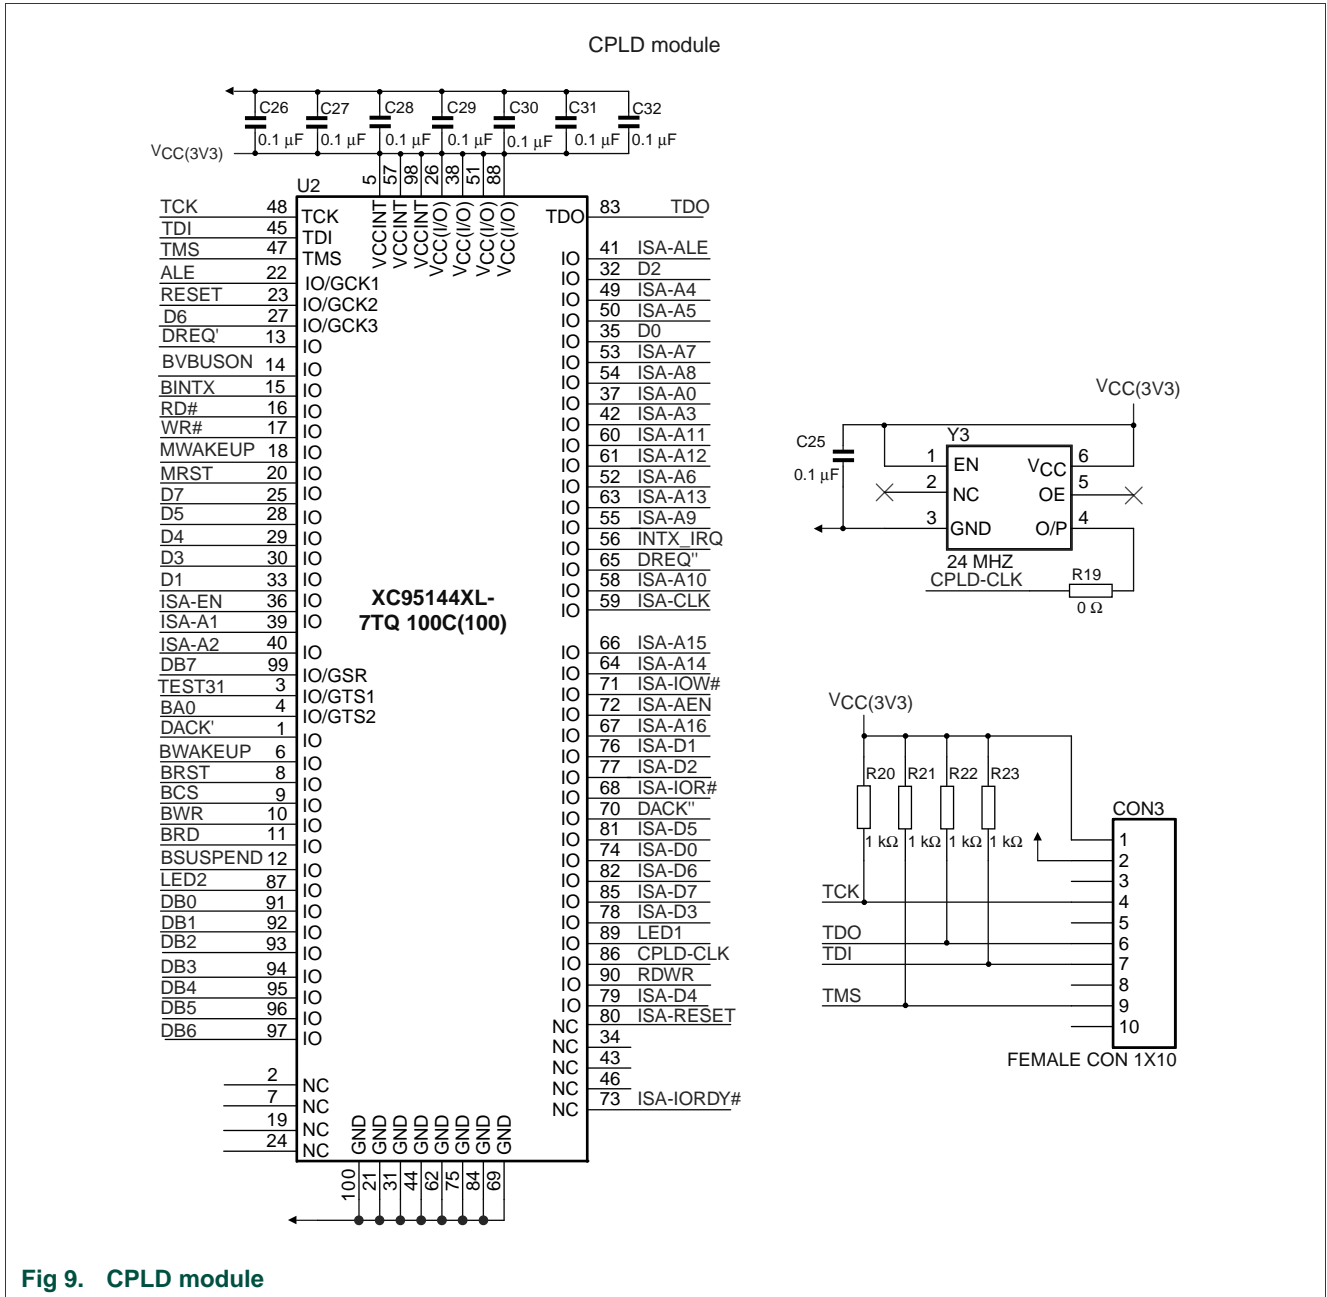 CPLD module
C26 C27 C28 C29 C30 C31 C32
0.1 μF 0.1 μF 0.1 μF 0.1 μF 0.1 μF 0.1 μF 0.1 μF
VCC(3V3)
5 57 98 26 38 51 88
U2
VCCINT VCCINT VCCINT VCC(I/O) VCC(I/O) VCC(I/O) VCC(I/O)
TCK 48 TCK
TDI 45 TDI
TMS 47 TMS
ALE 22 IO/GCK1
RESET 23 IO/GCK2
D6 27 IO/GCK3
DREQ' 13 IO
BVBUSON 14 IO
BINTX 15 IO
RD# 16 IO
WR# 17 IO
MWAKEUP 18 IO
MRST 20 IO
D7 25 IO
D5 28 IO
D4 29 IO
D3 30 IO
D1 33 IO
ISA-EN 36 IO
ISA-A1 39 IO
ISA-A2 40 IO
DB7 99 IO/GSR
TEST31 3 IO/GTS1
BA0 4 IO/GTS2
DACK' 1 IO
BWAKEUP 6 IO
BRST 8 IO
BCS 9 IO
BWR 10 IO
BRD 11 IO
BSUSPEND 12 IO
LED2 87 IO
DB0 91 IO
DB1 92 IO
DB2 93 IO
DB3 94 IO
DB4 95 IO
DB5 96 IO
DB6 97 IO
2 NC
7 NC
19 NC
24 NC
XC95144XL-
7TQ 100C(100)
TDO 83 TDO
IO 41 ISA-ALE
IO 32 D2
IO 49 ISA-A4
IO 50 ISA-A5
IO 35 D0
IO 53 ISA-A7
IO 54 ISA-A8
IO 37 ISA-A0
IO 42 ISA-A3
IO 60 ISA-A11
IO 61 ISA-A12
IO 52 ISA-A6
IO 63 ISA-A13
IO 55 ISA-A9
IO 56 INTX_IRQ
IO 65 DREQ"
IO 58 ISA-A10
IO 59 ISA-CLK
IO 66 ISA-A15
IO 64 ISA-A14
IO 71 ISA-IOW#
IO 72 ISA-AEN
IO 67 ISA-A16
IO 76 ISA-D1
IO 77 ISA-D2
IO 68 ISA-IOR#
IO 70 DACK"
IO 81 ISA-D5
IO 74 ISA-D0
IO 82 ISA-D6
IO 85 ISA-D7
IO 78 ISA-D3
IO 89 LED1
IO 86 CPLD-CLK
IO 90 RDWR
IO 79 ISA-D4
NC 80 ISA-RESET
NC 34
NC 43
NC 46
NC 73 ISA-IORDY#
GND GND GND GND GND GND GND GND
100 21 31 44 62 75 84 69
VCC(3V3)
C25
0.1 μF
Y3
1 EN VCC 6
2 NC OE 5
3 GND O/P 4
24 MHZ
CPLD-CLK R19
0 Ω
VCC(3V3)
R20 R21 R22 R23
1 kΩ 1 kΩ 1 kΩ 1 kΩ
CON3
1
2
3
TCK 4
5
TDO 6
TDI 7
8
TMS 9
10
FEMALE CON 1X10
Fig 9. CPLD module